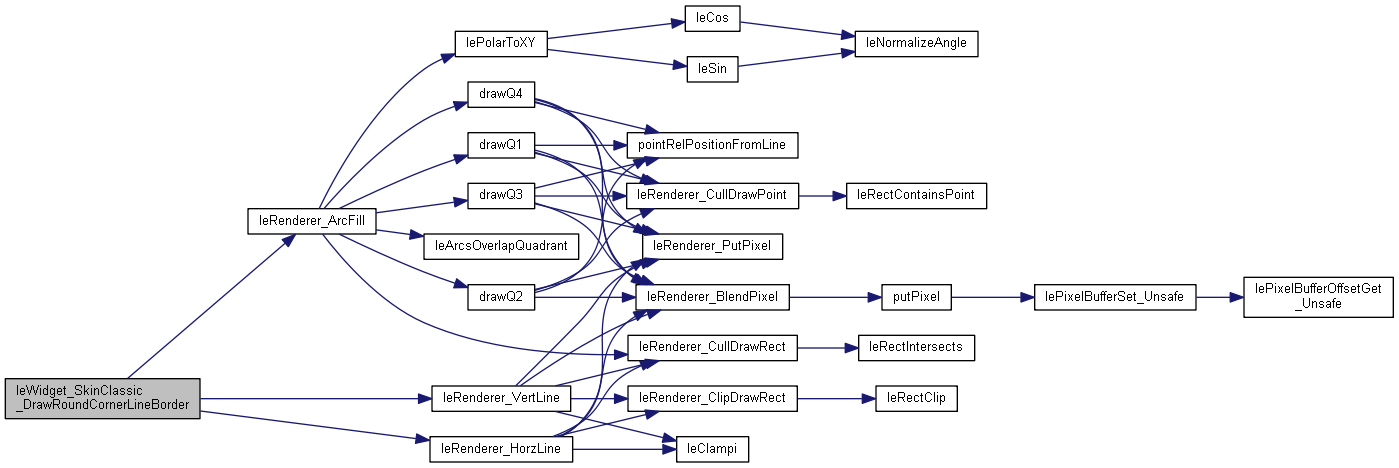 leWidget_SkinClassic
_DrawRoundCornerLineBorder
leRenderer_ArcFill
lePolarToXY
leCos
leNormalizeAngle
leSin
drawQ4
drawQ1
pointRelPositionFromLine
drawQ3
leRenderer_CullDrawPoint
leRectContainsPoint
leArcsOverlapQuadrant
leRenderer_PutPixel
drawQ2
leRenderer_BlendPixel
putPixel
lePixelBufferSet_Unsafe
lePixelBufferOffsetGet
_Unsafe
leRenderer_CullDrawRect
leRectIntersects
leRenderer_VertLine
leRenderer_ClipDrawRect
leRectClip
leRenderer_HorzLine
leClampi